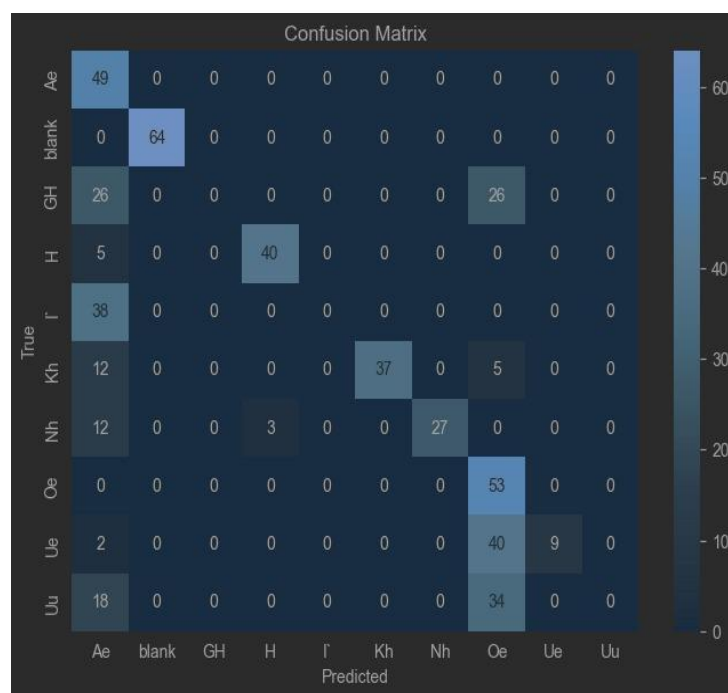 Confusion Matrix
Ae 49 0 0 0 0 0 0 0 0 0
blank 0 64 0 0 0 0 0 0 0 0
GH 26 0 0 0 0 0 0 26 0 0
H 5 0 0 40 0 0 0 0 0 0
Г 38 0 0 0 0 0 0 0 0 0
Kh 12 0 0 0 0 37 0 5 0 0
Nh 12 0 0 3 0 0 27 0 0 0
Oe 0 0 0 0 0 0 0 53 0 0
Ue 2 0 0 0 0 0 0 40 9 0
Uu 18 0 0 0 0 0 0 34 0 0
Ae blank GH H Г Kh Nh Oe Ue Uu
Predicted
True
60
50
40
30
20
10
0